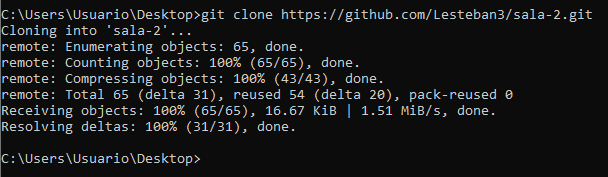 C:\Users\Usuario\Desktop>git clone https://github.com/Lesteban3/sala-2.git
Cloning into 'sala-2'...
remote: Enumerating objects: 65, done.
remote: Counting objects: 100% (65/65), done.
remote: Compressing objects: 100% (43/43), done.
remote: Total 65 (delta 31), reused 54 (delta 20), pack-reused 0
Receiving objects: 100% (65/65), 16.67 KiB | 1.51 MiB/s, done.
Resolving deltas: 100% (31/31), done.
C:\Users\Usuario\Desktop>